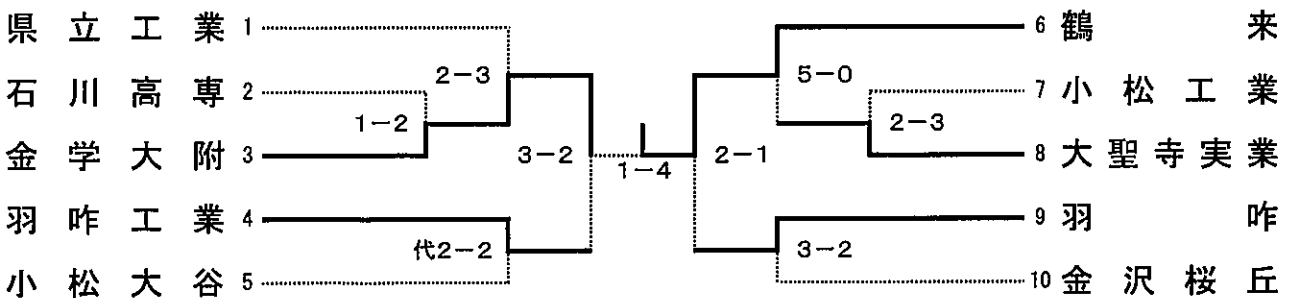 県立工業 1
石川高専 2
金学大附 3
羽咋工業 4
小松大谷 5
2-3
1-2
3-2
代2-2
1-4
2-1
5-0
2-3
3-2
6 鶴来
7 小松工業
8 大聖寺実業
9 羽咋
10 金沢桜丘